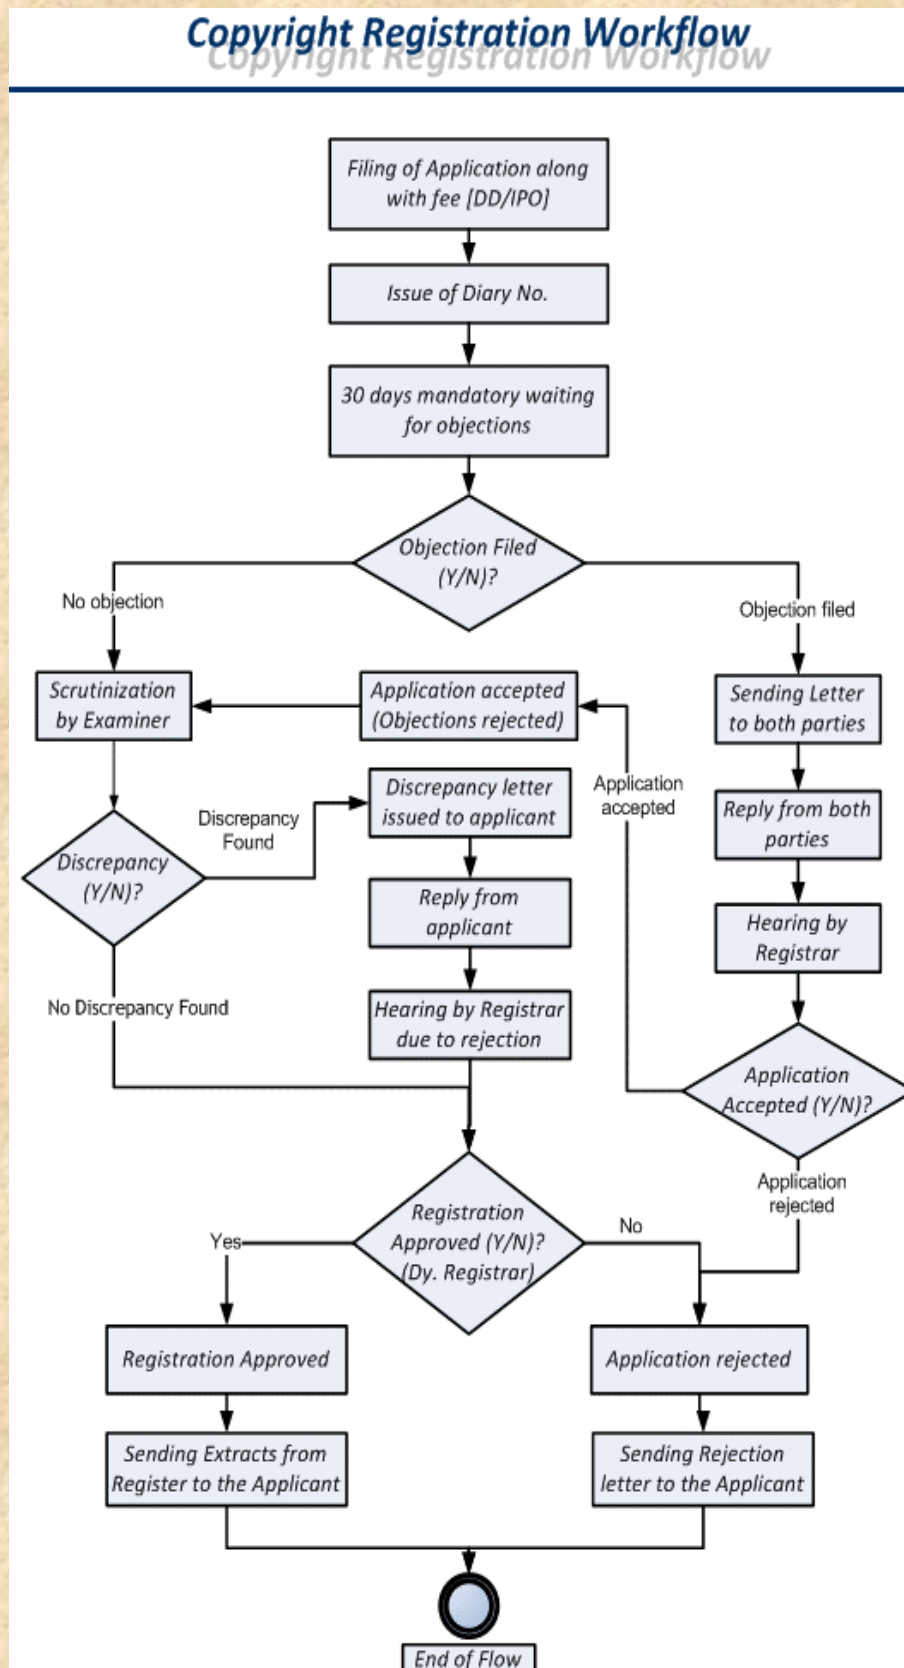 Copyright Registration Workflow
Filing of Application along
with fee [DD/IPO]
Issue of Diary No.
30 days mandatory waiting
for objections
Objection Filed
(Y/N)?
No objection
Objection filed
Scrutinization
by Examiner
Application accepted
(Objections rejected)
Sending Letter
to both parties
Application
accepted
Discrepancy
Found
Discrepancy letter
issued to applicant
Reply from both
parties
Discrepancy
(Y/N)?
Reply from
applicant
Hearing by
Registrar
No Discrepancy Found
Hearing by Registrar
due to rejection
Application
Accepted (Y/N)?
Application
rejected
Registration
Approved (Y/N)?
(Dy. Registrar)
Yes
No
Registration Approved
Application rejected
Sending Extracts from
Register to the Applicant
Sending Rejection
letter to the Applicant
End of Flow